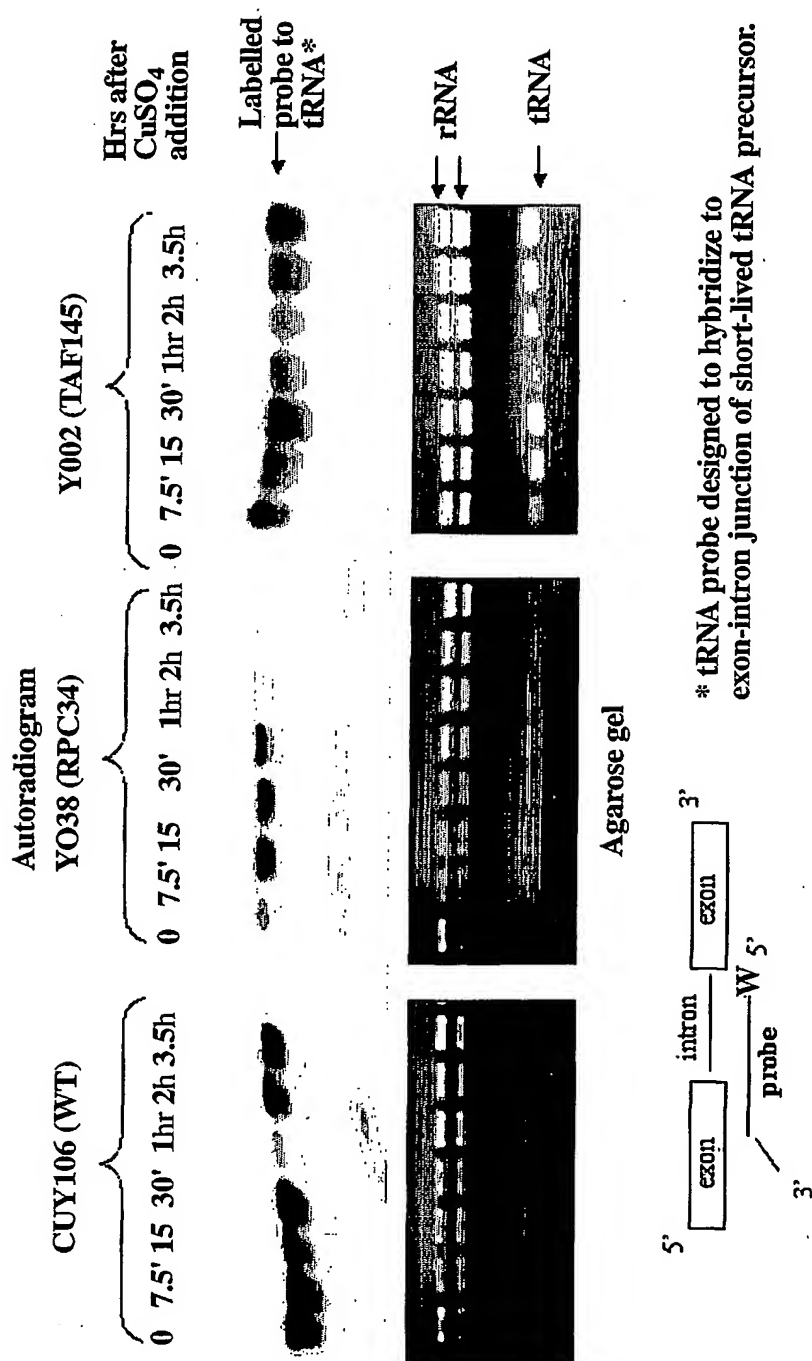 Autoradiogram
CUY106 (WT)
YO38 (RPC34)
Y002 (TAF145)
Hrs after
CuSO4
addition
0 7.5' 15 30' 1hr 2h 3.5h
0 7.5' 15 30' 1hr 2h 3.5h
0 7.5' 15 30' 1hr 2h 3.5h
Labelled
probe to
tRNA*
rRNA
tRNA
Agarose gel
5'
exon
intron
exon
3'
3'
probe
W 5'
* tRNA probe designed to hybridize to
exon-intron junction of short-lived tRNA precursor.